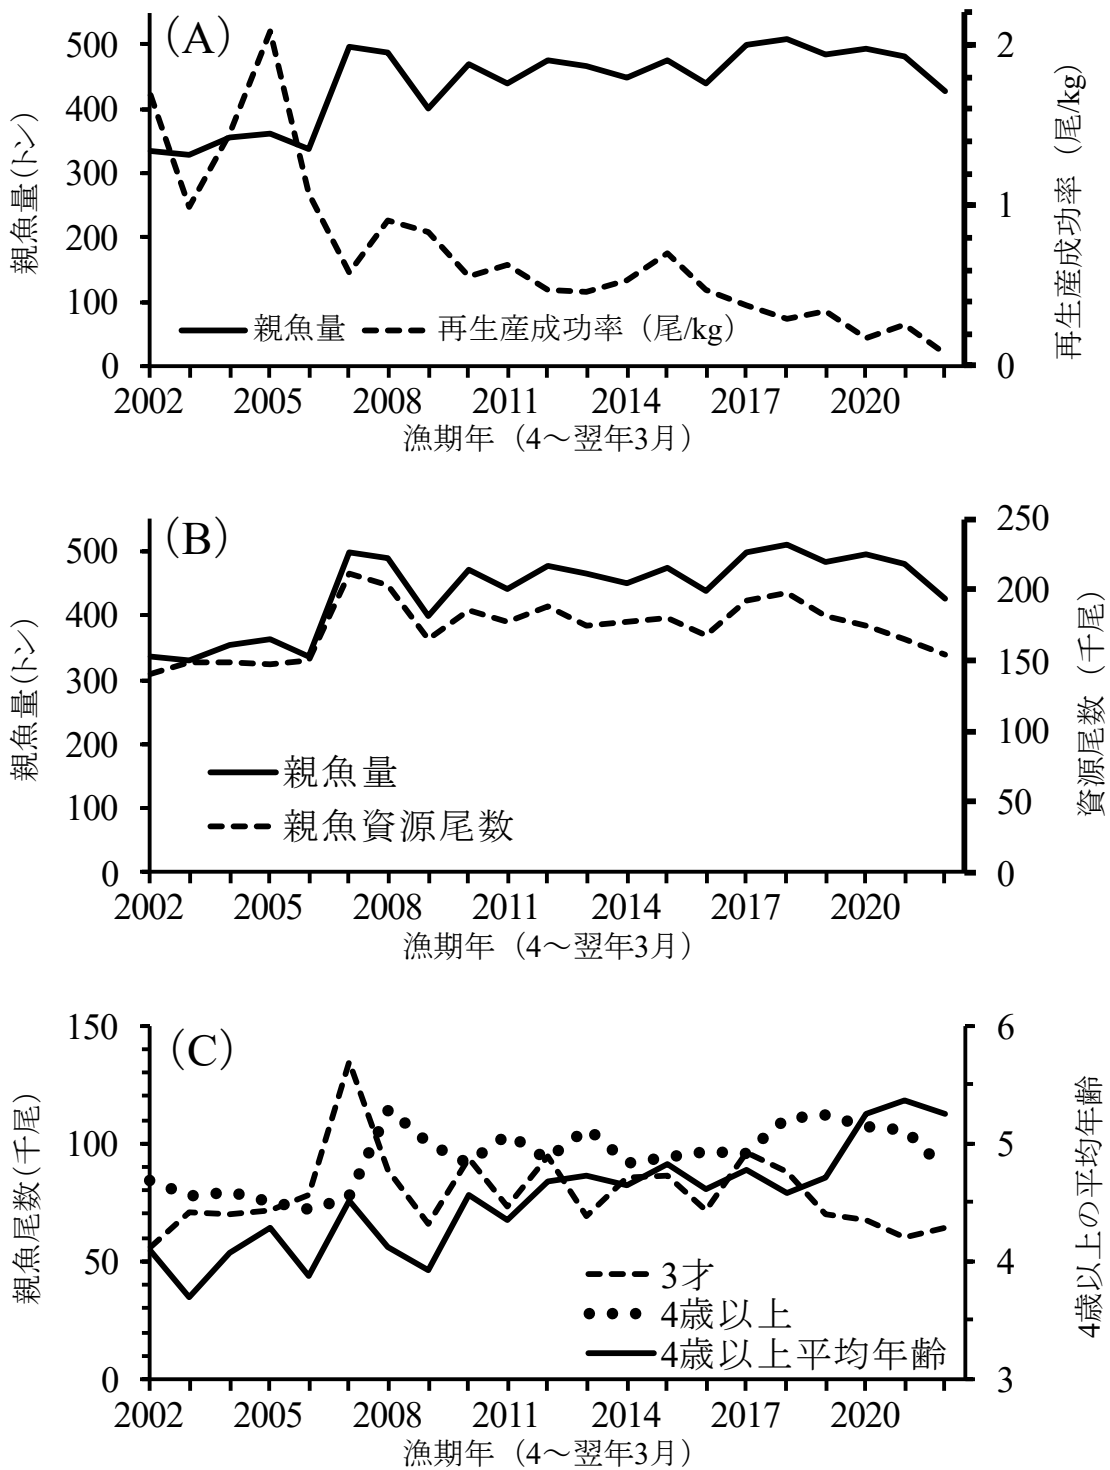 (A)
500
400
300
200
100
0
親魚量(トン)
2
1
0
再生産成功率（尾/kg）
親魚量 再生産成功率（尾/kg）
2002 2005 2008 2011 2014 2017 2020
漁期年（4～翌年3月）
(B)
500
400
300
200
100
0
親魚量(トン)
250
200
150
100
50
0
資源尾数（千尾）
親魚量
親魚資源尾数
2002 2005 2008 2011 2014 2017 2020
漁期年（4～翌年3月）
(C)
150
100
50
0
親魚尾数(千尾)
6
5
4
3
4歳以上の平均年齢
3才
4歳以上
4歳以上平均年齢
2002 2005 2008 2011 2014 2017 2020
漁期年（4～翌年3月）